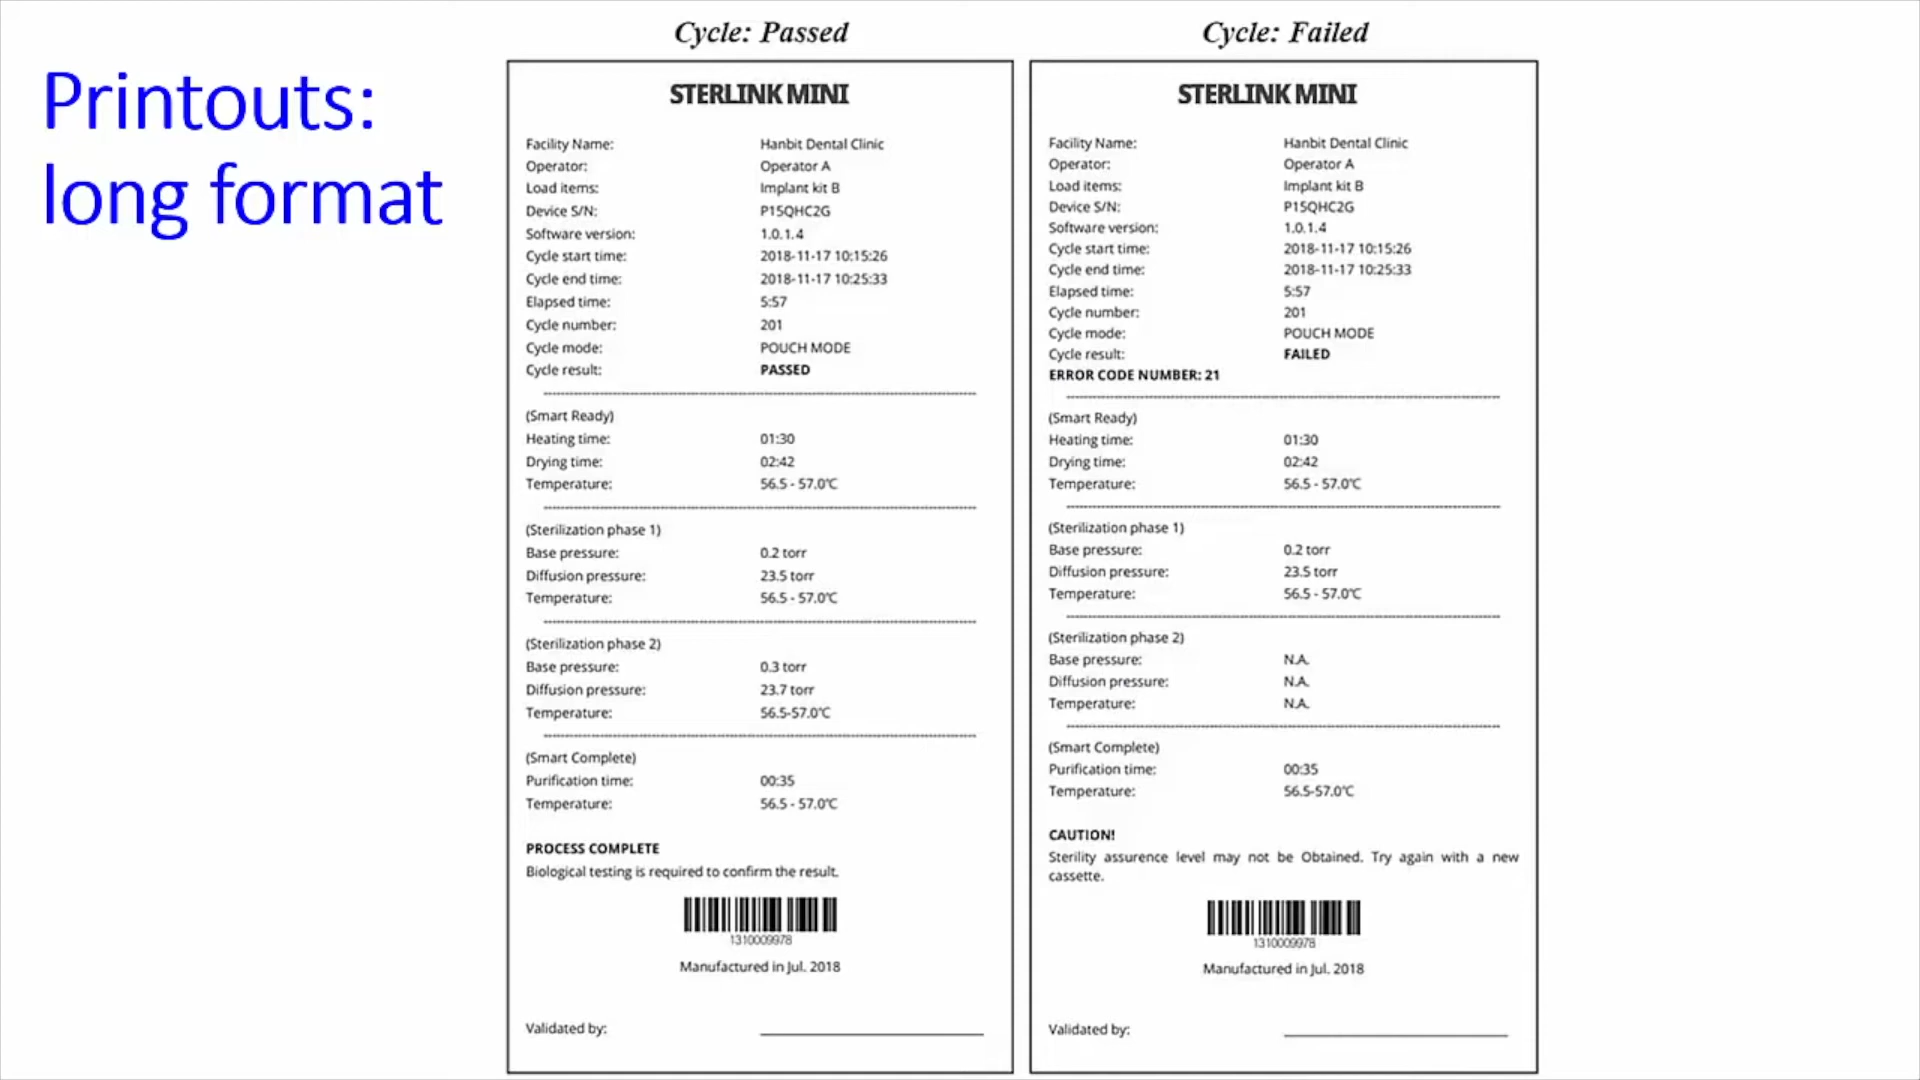 Printouts:
long format
Cycle: Passed
STERLINK MINI
Facility Name: Hanbit Dental Clinic
Operator: Operator A
Load items: Implant kit B
Device S/N: P15QHC2G
Software version: 1.0.1.4
Cycle start time: 2018-11-17 10:15:26
Cycle end time: 2018-11-17 10:25:33
Elapsed time: 5:57
Cycle number: 201
Cycle mode: POUCH MODE
Cycle result: PASSED
(Smart Ready)
Heating time: 01:30
Drying time: 02:42
Temperature: 56.5 - 57.0℃
(Sterilization phase 1)
Base pressure: 0.2 torr
Diffusion pressure: 23.5 torr
Temperature: 56.5 - 57.0℃
(Sterilization phase 2)
Base pressure: 0.3 torr
Diffusion pressure: 23.7 torr
Temperature: 56.5-57.0℃
(Smart Complete)
Purification time: 00:35
Temperature: 56.5 - 57.0℃
PROCESS COMPLETE
Biological testing is required to confirm the result.
1310009978
Manufactured in Jul. 2018
Validated by:
Cycle: Failed
STERLINK MINI
Facility Name: Hanbit Dental Clinic
Operator: Operator A
Load items: Implant kit B
Device S/N: P15QHC2G
Software version: 1.0.1.4
Cycle start time: 2018-11-17 10:15:26
Cycle end time: 2018-11-17 10:25:33
Elapsed time: 5:57
Cycle number: 201
Cycle mode: POUCH MODE
Cycle result: FAILED
ERROR CODE NUMBER: 21
(Smart Ready)
Heating time: 01:30
Drying time: 02:42
Temperature: 56.5 - 57.0℃
(Sterilization phase 1)
Base pressure: 0.2 torr
Diffusion pressure: 23.5 torr
Temperature: 56.5 - 57.0℃
(Sterilization phase 2)
Base pressure: N.A.
Diffusion pressure: N.A.
Temperature: N.A.
(Smart Complete)
Purification time: 00:35
Temperature: 56.5-57.0℃
CAUTION!
Sterility assurence level may not be Obtained. Try again with a new
cassette.
1310009978
Manufactured in Jul. 2018
Validated by: